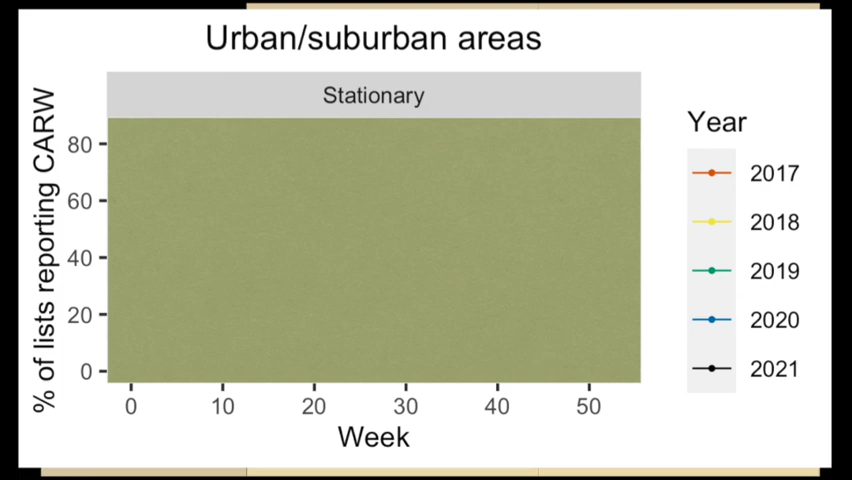 Urban/suburban areas
Stationary
% of lists reporting CARW
80
60
40
20
0
0 10 20 30 40 50
Week
Year
2017
2018
2019
2020
2021